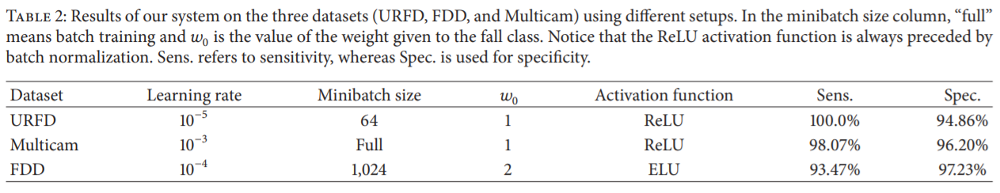 TABLE 2: Results of our system on the three datasets (URFD, FDD, and Multicam) using different setups. In the minibatch size column, “full”
means batch training and w₀ is the value of the weight given to the fall class. Notice that the ReLU activation function is always preceded by
batch normalization. Sens. refers to sensitivity, whereas Spec. is used for specificity.
Dataset Learning rate Minibatch size w₀ Activation function Sens. Spec.
URFD 10⁻⁵ 64 1 ReLU 100.0% 94.86%
Multicam 10⁻³ Full 1 ReLU 98.07% 96.20%
FDD 10⁻⁴ 1,024 2 ELU 93.47% 97.23%